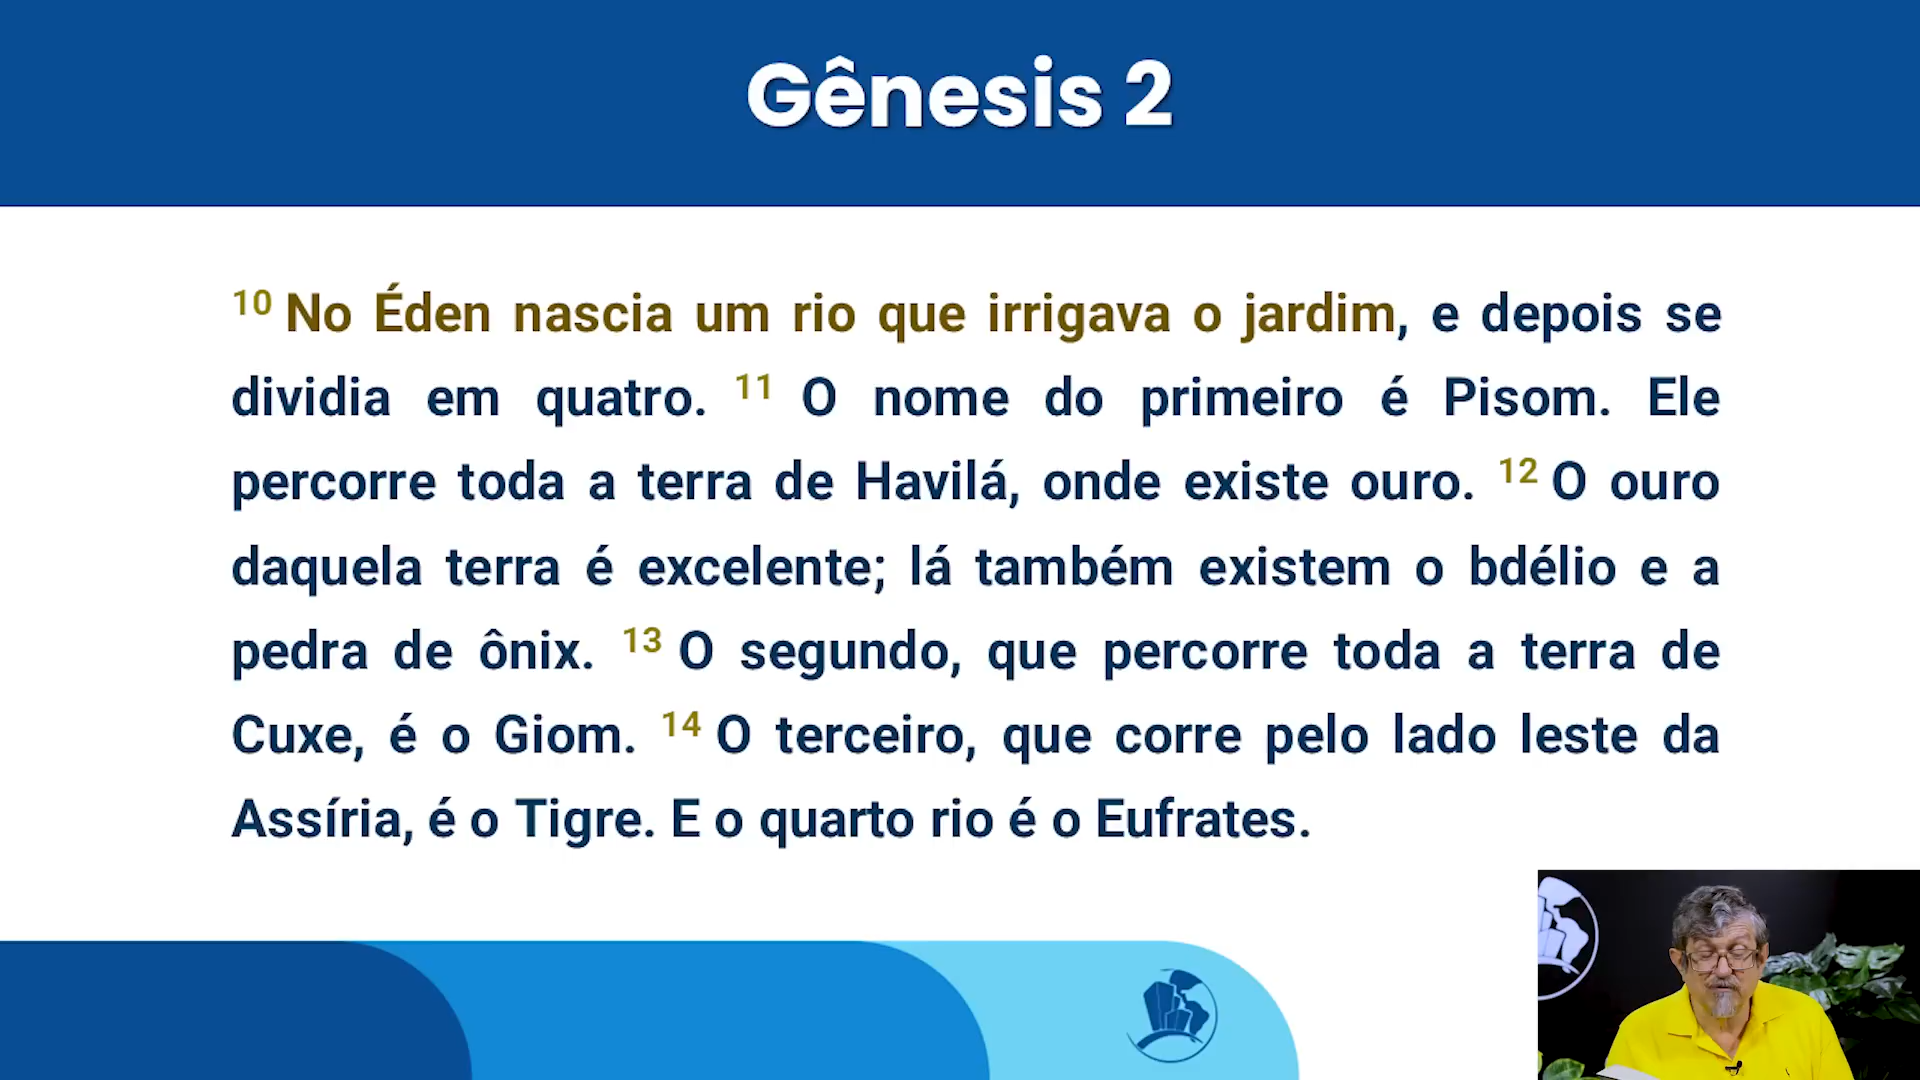 Gênesis 2
10 No Éden nascia um rio que irrigava o jardim, e depois se
dividia em quatro. 11 O nome do primeiro é Pisom. Ele
percorre toda a terra de Havilá, onde existe ouro. 12 O ouro
daquela terra é excelente; lá também existem o bdélio e a
pedra de ônix. 13 O segundo, que percorre toda a terra de
Cuxe, é o Giom. 14 O terceiro, que corre pelo lado leste da
Assíria, é o Tigre. E o quarto rio é o Eufrates.